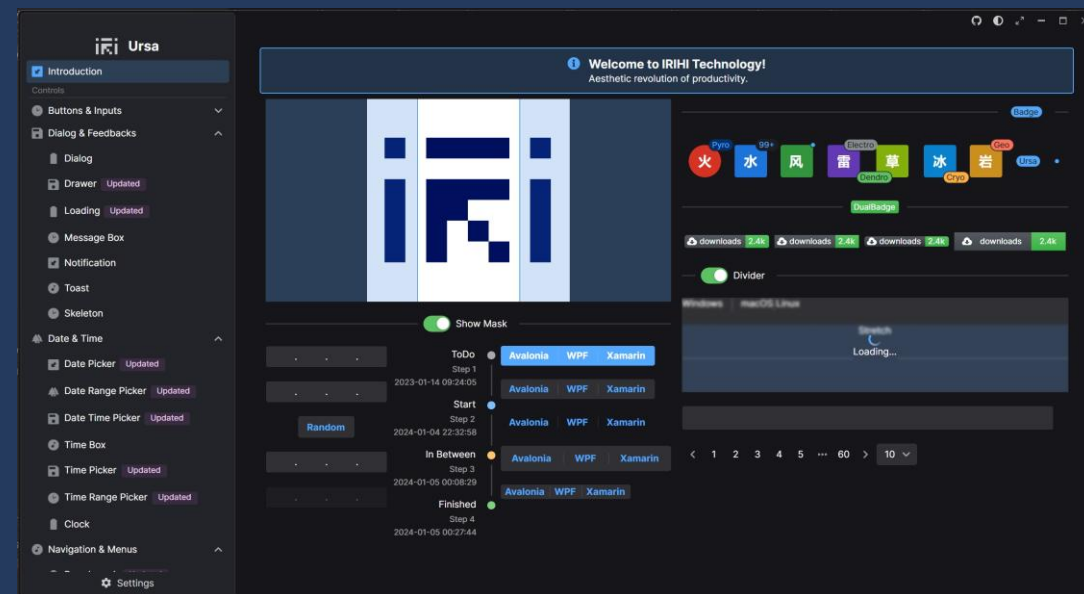 Ursa
Introduction
Controls
Buttons & Inputs
Dialog & Feedbacks
Dialog
Drawer Updated
Loading Updated
Message Box
Notification
Toast
Skeleton
Date & Time
Date Picker Updated
Date Range Picker Updated
Date Time Picker Updated
Time Box
Time Picker Updated
Time Range Picker Updated
Clock
Navigation & Menus
Settings
Welcome to IRIHI Technology!
Aesthetic revolution of productivity.
Show Mask
. . .
. . .
Random
. . .
. . .
ToDo
Step 1
2023-01-14 09:24:05
Start
Step 2
2024-01-04 22:32:58
In Between
Step 3
2024-01-05 00:08:29
Finished
Step 4
2024-01-05 00:27:44
Avalonia WPF Xamarin
Avalonia WPF Xamarin
Avalonia WPF Xamarin
Avalonia WPF Xamarin
Avalonia WPF Xamarin
Badge
火 Pyro
水 99+
风
雷 Electro
草 Dendro
冰 Cryo
岩 Geo
Ursa
DualBadge
downloads 2.4k downloads 2.4k downloads 2.4k downloads 2.4k
Divider
Windows macOS Linux
Stretch
Loading...
< 1 2 3 4 5 ··· 60 > 10